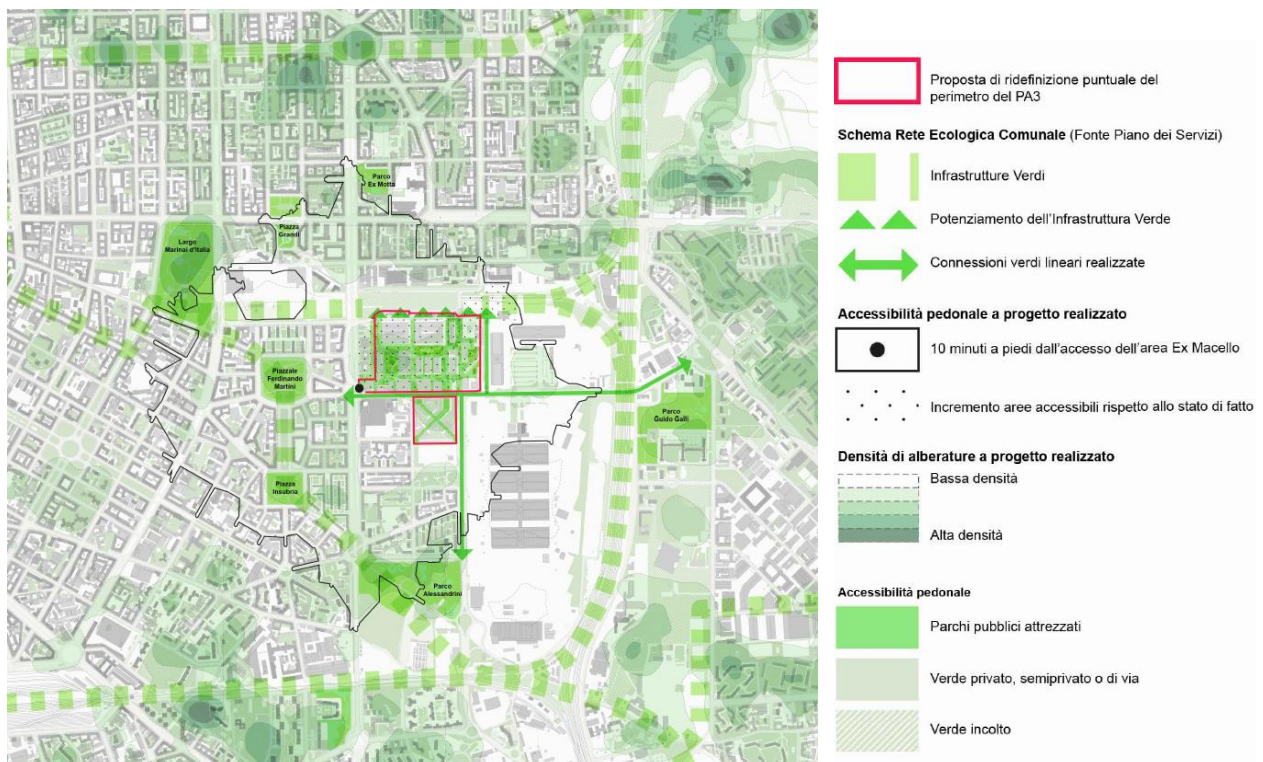 Parco
Ex Motta
Piazza
Grandi
Largo
Marinai d'Italia
Piazzale
Ferdinando
Martini
Parco
Guido Galli
Piazza
Insubria
Parco
Alessandrini
Proposta di ridefinizione puntuale del
perimetro del PA3
Schema Rete Ecologica Comunale (Fonte Piano dei Servizi)
Infrastrutture Verdi
Potenziamento dell'Infrastruttura Verde
Connessioni verdi lineari realizzate
Accessibilità pedonale a progetto realizzato
10 minuti a piedi dall'accesso dell'area Ex Macello
Incremento aree accessibili rispetto allo stato di fatto
Densità di alberature a progetto realizzato
Bassa densità
Alta densità
Accessibilità pedonale
Parchi pubblici attrezzati
Verde privato, semiprivato o di via
Verde incolto